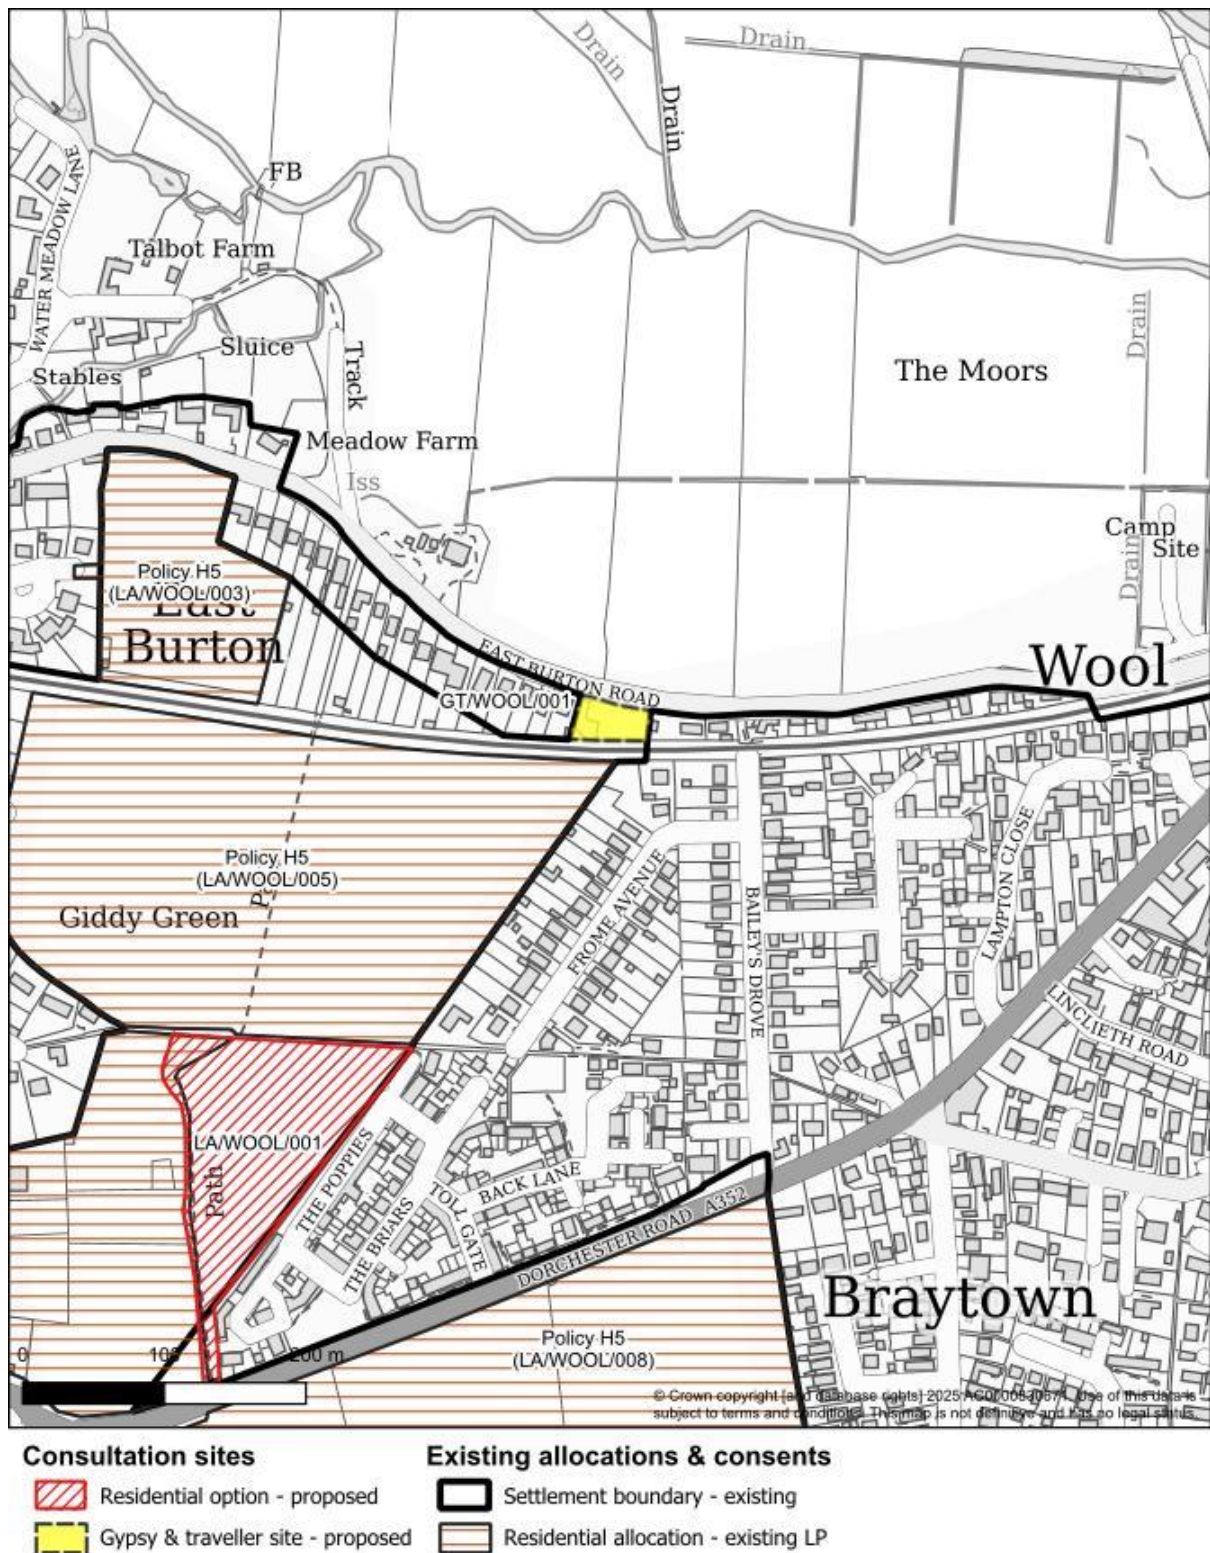 Drain
Drain
Drain
WATER MEADOW LANE
FB
Talbot Farm
Sluice
Stables
Track
The Moors
Drain
Meadow Farm
Iss
Camp
Site
Drain
Policy H5
(LA/WOOL/003)
East
Burton
EAST BURTON ROAD
Wool
GT/WOOL/001
Policy H5
(LA/WOOL/005)
Giddy Green
FROME AVENUE
BAILEY'S DROVE
LAMPTON CLOSE
LINCLIETH ROAD
LA/WOOL/001
Path
THE POPPIES
THE BRIARS
TOLL GATE
BACK LANE
DORCHESTER ROAD A352
Braytown
Policy H5
(LA/WOOL/008)
0 100 200 m
© Crown copyright [and database rights] 2025 Use of this data is
subject to terms and conditions. This map is not definitive and has no legal status.
Consultation sites
Residential option - proposed
Gypsy & traveller site - proposed
Existing allocations & consents
Settlement boundary - existing
Residential allocation - existing LP